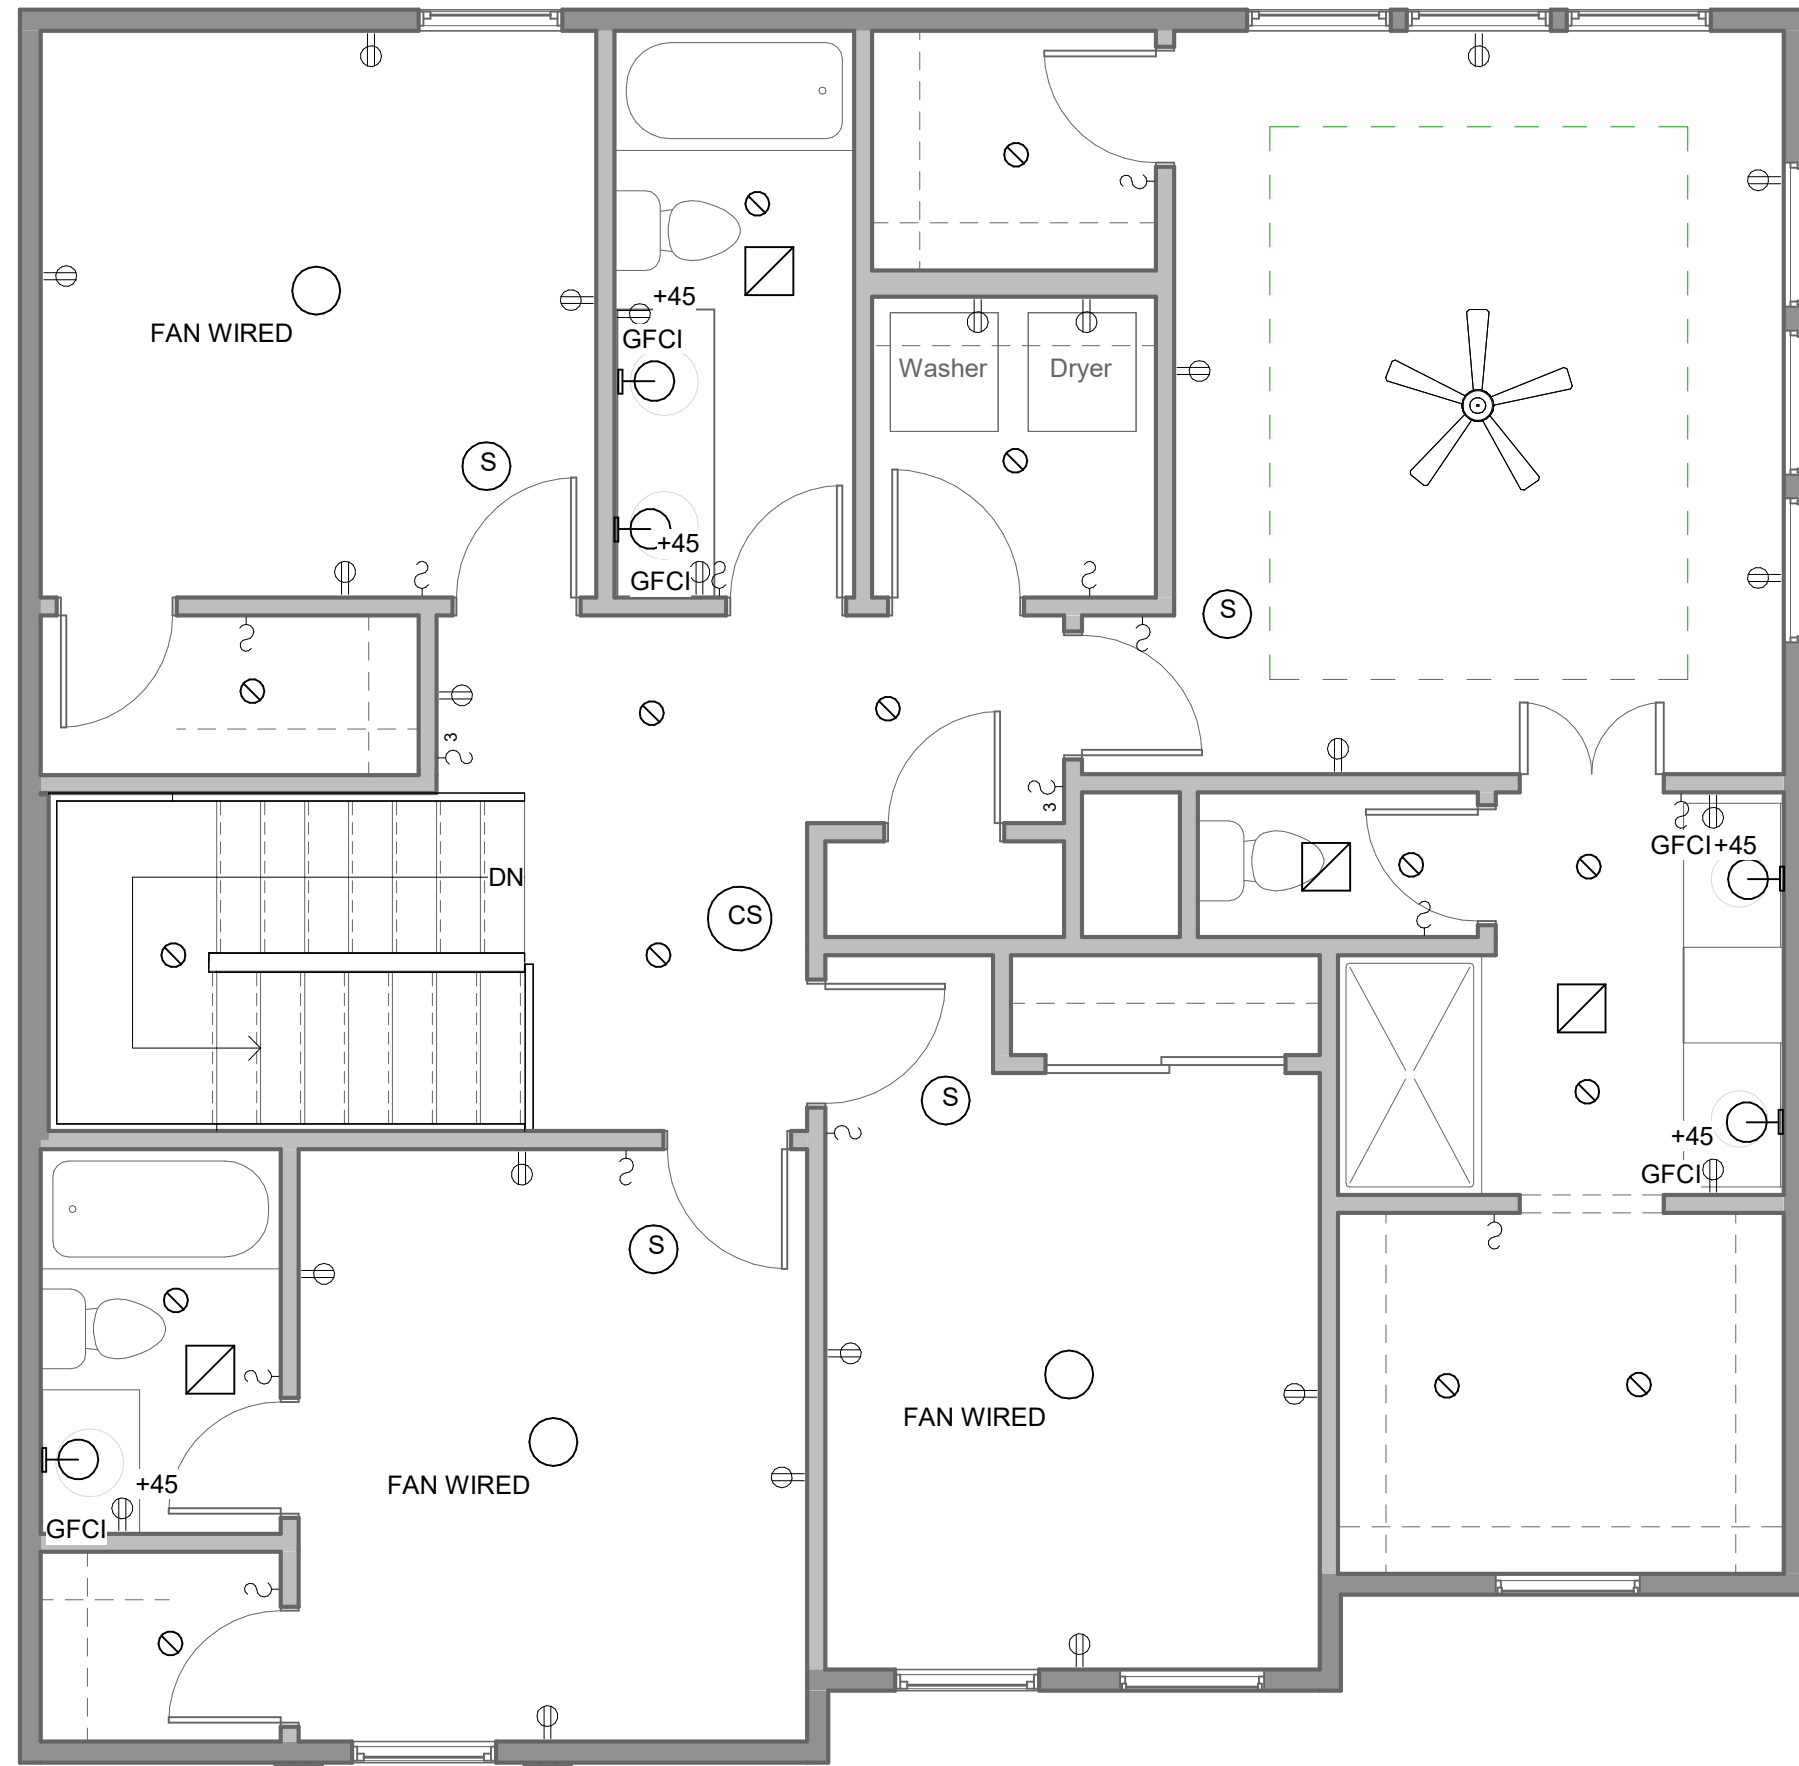 +45
FAN WIRED
GFCI
Washer
Dryer
S
+45
GFCI
S
3
3
GFCI
+45
DN
CS
S
+45
GFCI
S
FAN WIRED
FAN WIRED
+45
GFCI